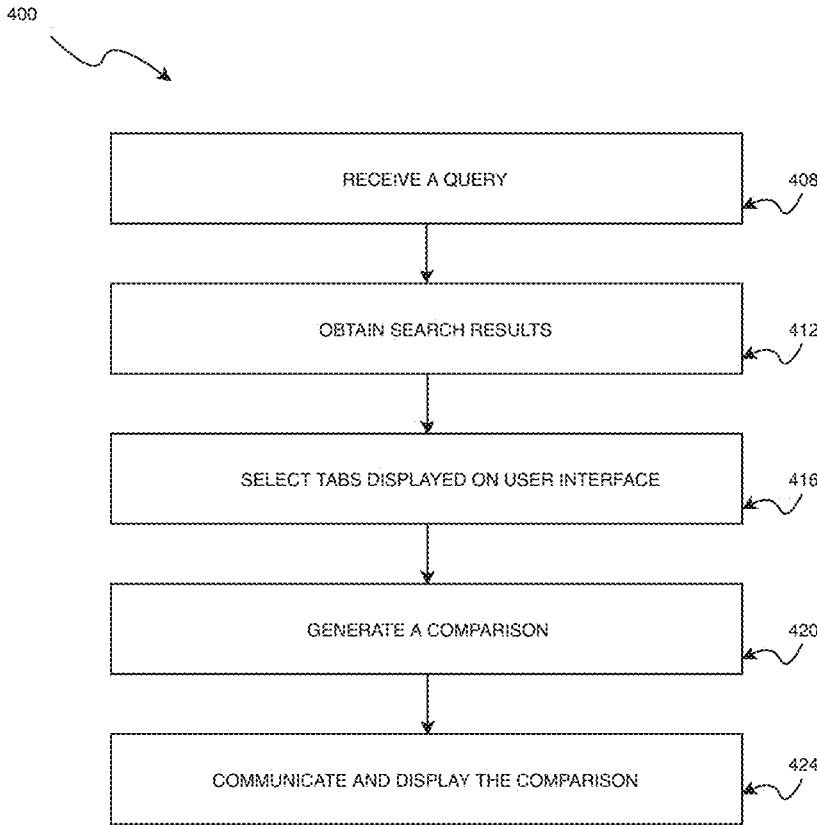 400
RECEIVE A QUERY
408
OBTAIN SEARCH RESULTS
412
SELECT TABS DISPLAYED ON USER INTERFACE
416
GENERATE A COMPARISON
420
COMMUNICATE AND DISPLAY THE COMPARISON
424